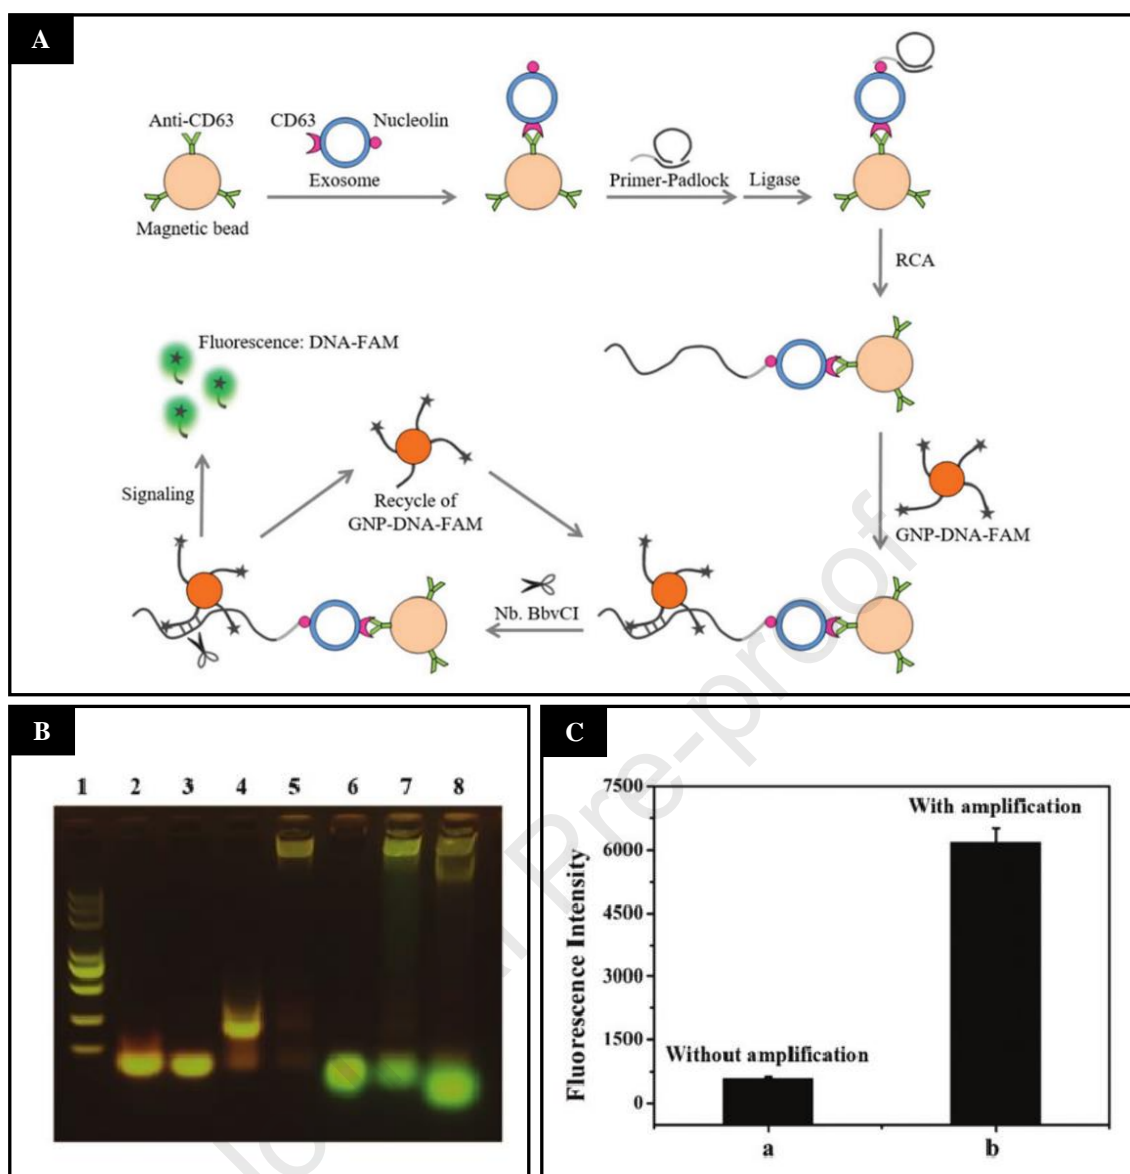 A
Anti-CD63
CD63
Nucleolin
Exosome
Magnetic bead
Primer-Padlock
Ligase
RCA
Fluorescence: DNA-FAM
Signaling
Recycle of
GNP-DNA-FAM
GNP-DNA-FAM
Nb. BbvCI
B
1 2 3 4 5 6 7 8
C
Fluorescence Intensity
7500
6000
4500
3000
1500
0
With amplification
Without amplification
a
b
Pre-proof